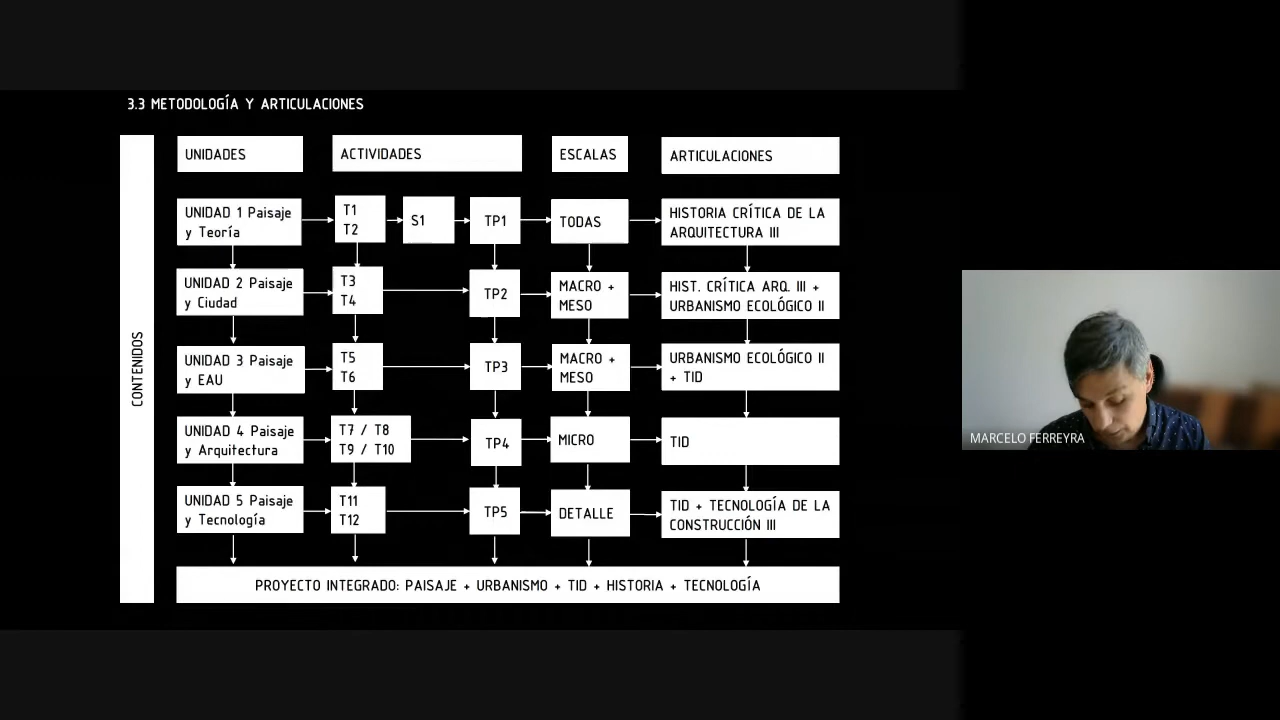 3.3 METODOLOGÍA Y ARTICULACIONES
UNIDADES
ACTIVIDADES
ESCALAS
ARTICULACIONES
CONTENIDOS
UNIDAD 1 Paisaje
y Teoría
T1
T2
S1
TP1
TODAS
HISTORIA CRÍTICA DE LA
ARQUITECTURA III
UNIDAD 2 Paisaje
y Ciudad
T3
T4
TP2
MACRO +
MESO
HIST. CRÍTICA ARQ. III +
URBANISMO ECOLÓGICO II
UNIDAD 3 Paisaje
y EAU
T5
T6
TP3
MACRO +
MESO
URBANISMO ECOLÓGICO II
+ TID
UNIDAD 4 Paisaje
y Arquitectura
T7 / T8
T9 / T10
TP4
MICRO
TID
UNIDAD 5 Paisaje
y Tecnología
T11
T12
TP5
DETALLE
TID + TECNOLOGÍA DE LA
CONSTRUCCIÓN III
PROYECTO INTEGRADO: PAISAJE + URBANISMO + TID + HISTORIA + TECNOLOGÍA
MARCELO FERREYRA